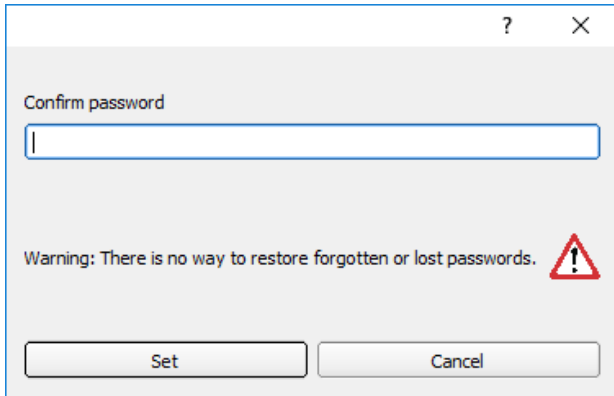 ?
Confirm password
Warning: There is no way to restore forgotten or lost passwords.
Set Cancel